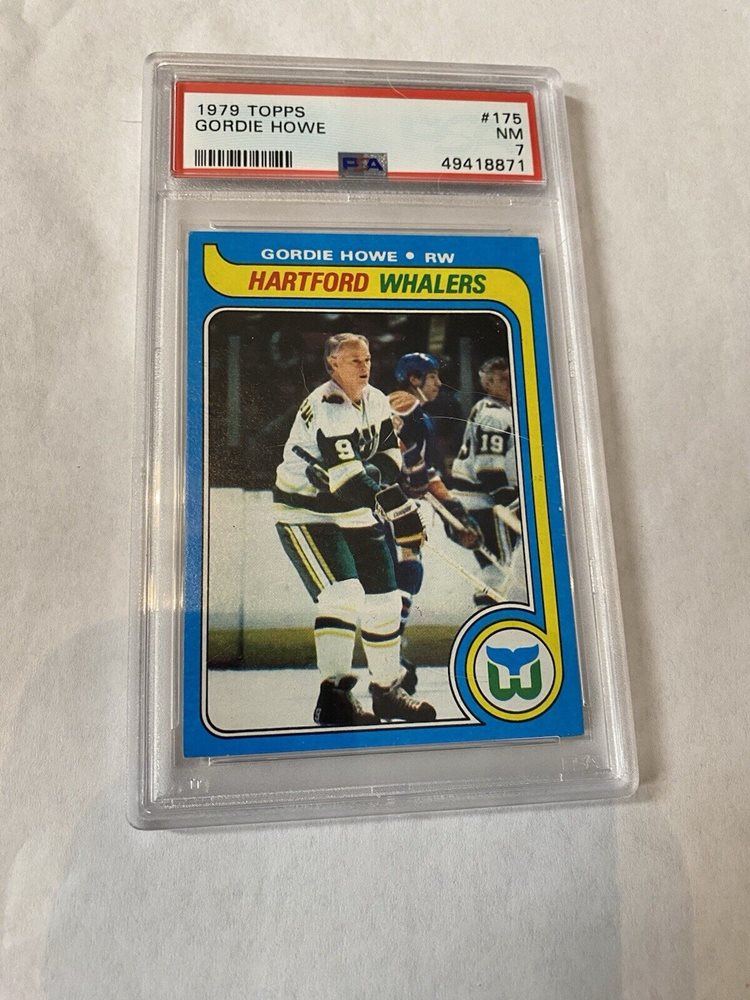 1979 TOPPS #175
GORDIE HOWE NM
7
PSA 49418871
GORDIE HOWE • RW
HARTFORD WHALERS
9
19